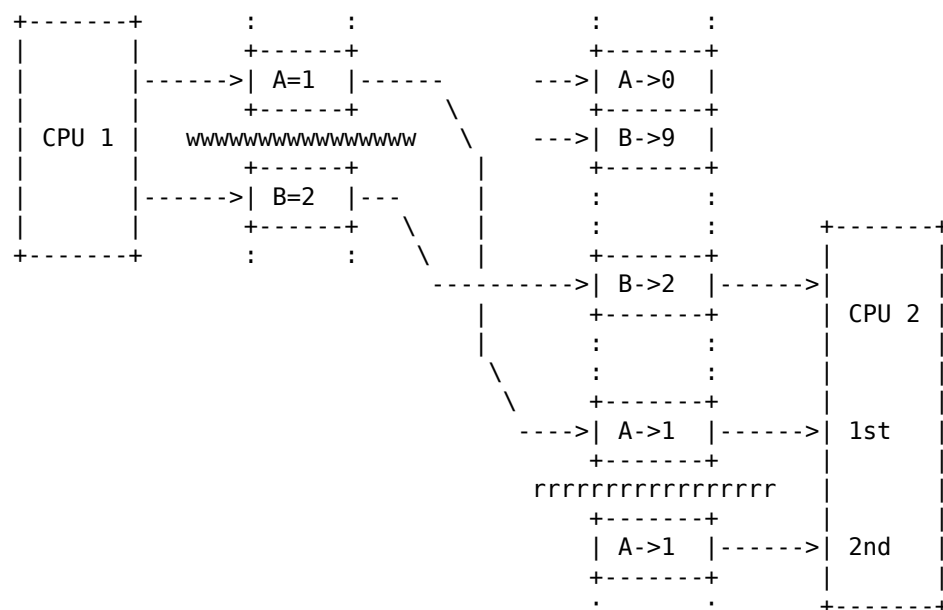 +-------+       :      :                :       :
|       |       +------+                +-------+
|       |------>| A=1  |------      --->| A->0  |
|       |       +------+      \         +-------+
| CPU 1 |   wwwwwwwwwwwwwwww   \    --->| B->9  |
|       |       +------+        |       +-------+
|       |------>| B=2  |---     |       :       :
|       |       +------+   \    |       :       :       +-------+
+-------+       :      :    \   |       +-------+       |       |
                             ---------->| B->2  |------>|       |
                                |       +-------+       | CPU 2 |
                                |       :       :       |       |
                                 \      :       :       |       |
                                  \     +-------+       |       |
                                   ---->| A->1  |------>| 1st   |
                                        +-------+       |       |
                                    rrrrrrrrrrrrrrrrr   |       |
                                        +-------+       |       |
                                        | A->1  |------>| 2nd   |
                                        +-------+       |       |
                                        :       :       +-------+